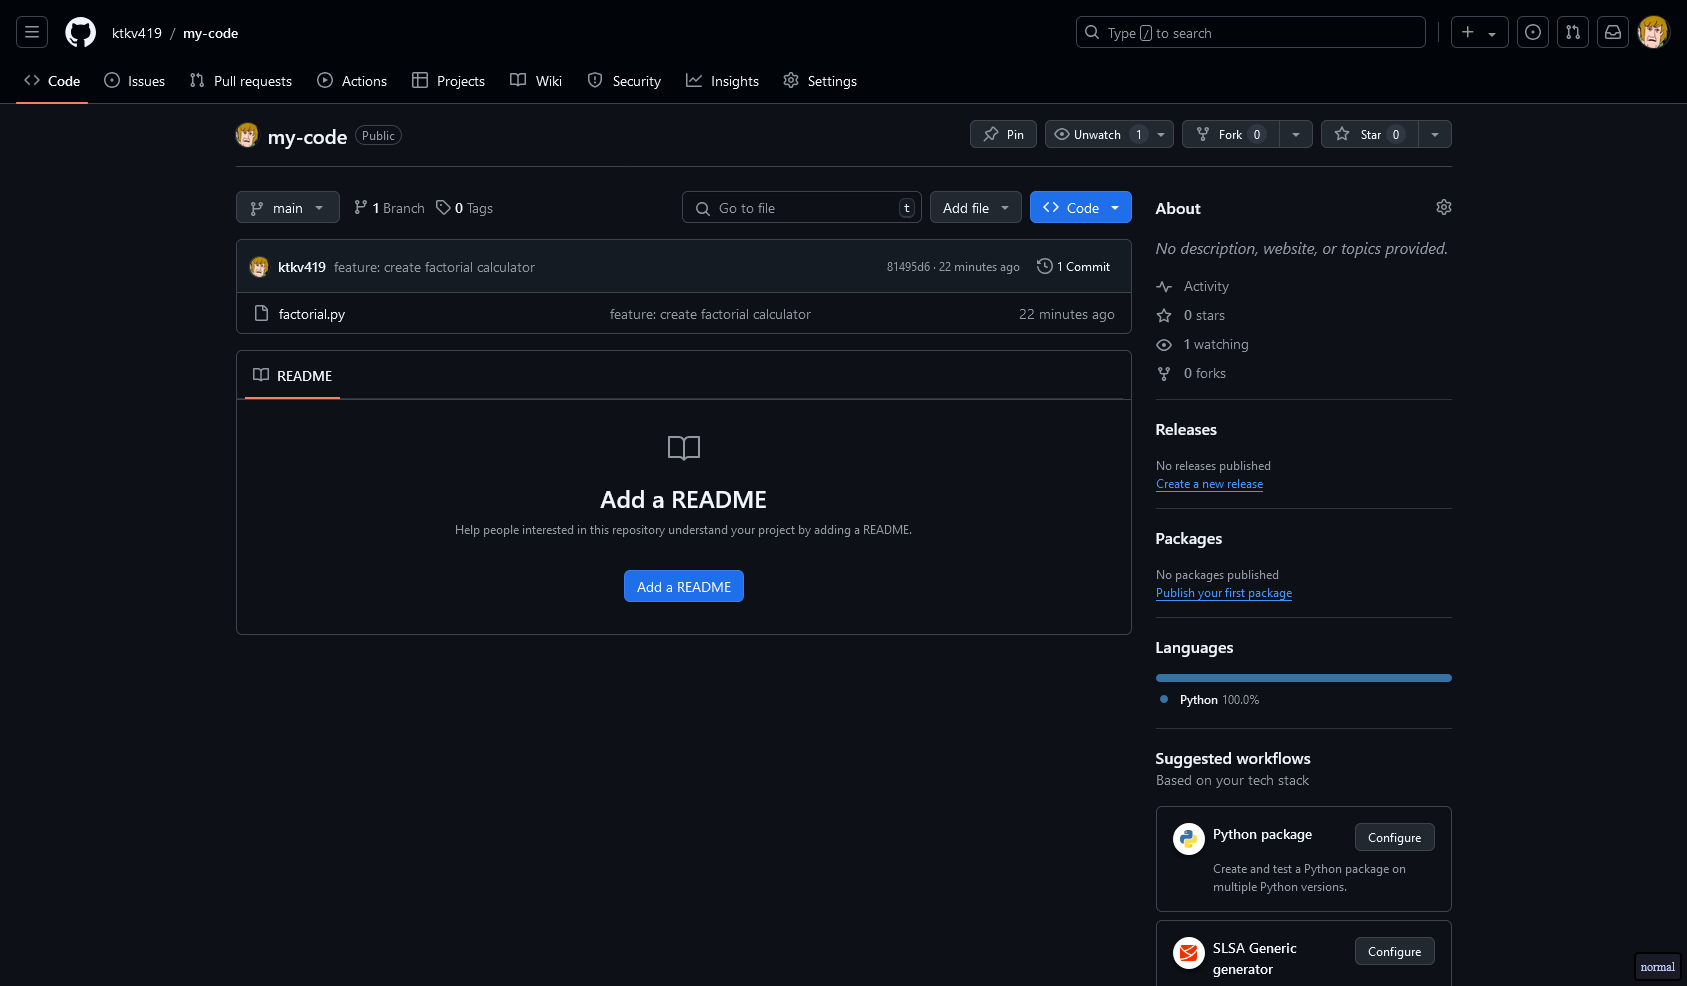 ktkv419 / my-code
Type / to search
Code Issues Pull requests Actions Projects Wiki Security Insights Settings
my-code Public
Pin Unwatch 1 Fork 0 Star 0
main 1 Branch 0 Tags Go to file t Add file Code
ktkv419 feature: create factorial calculator 81495d6 · 22 minutes ago 1 Commit
factorial.py feature: create factorial calculator 22 minutes ago
README
Add a README
Help people interested in this repository understand your project by adding a README.
Add a README
About
No description, website, or topics provided.
Activity
0 stars
1 watching
0 forks
Releases
No releases published
Create a new release
Packages
No packages published
Publish your first package
Languages
Python 100.0%
Suggested workflows
Based on your tech stack
Python package Configure
Create and test a Python package on
multiple Python versions.
SLSA Generic Configure
generator
normal